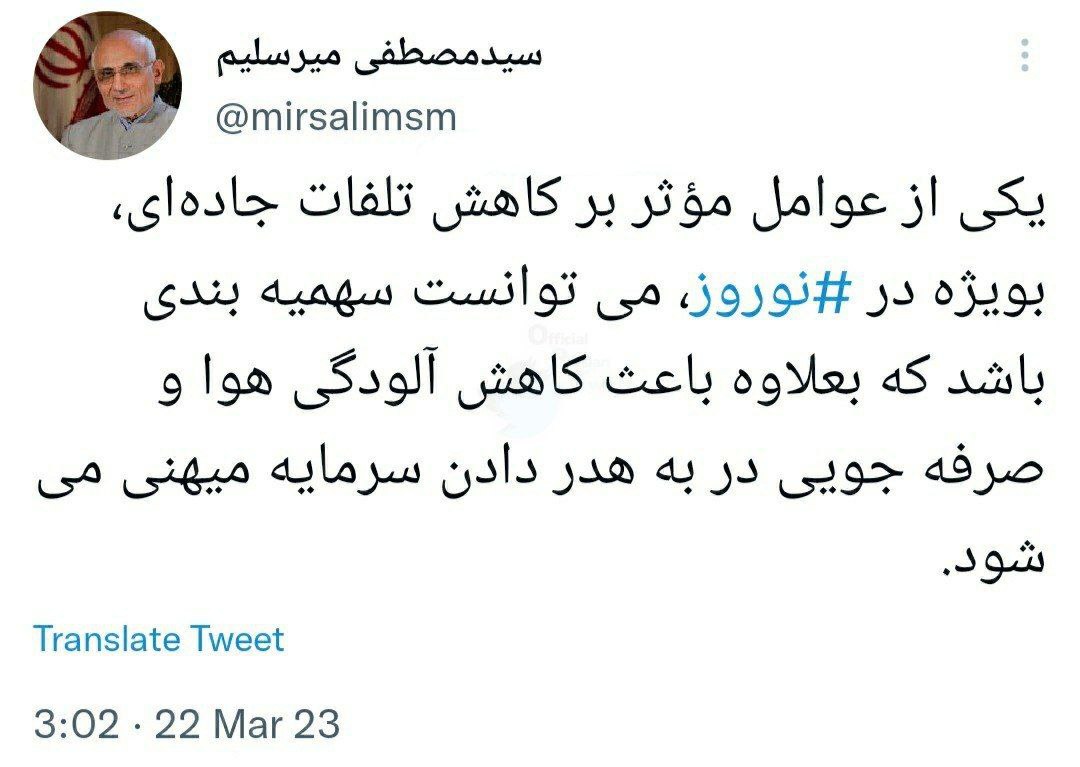 سیدمصطفی میرسلیم
@mirsalimsm
یکی از عوامل مؤثر بر کاهش تلفات جاده‌ای،
بویژه در #نوروز، می توانست سهمیه بندی
باشد که بعلاوه باعث کاهش آلودگی هوا و
صرفه جویی در به هدر دادن سرمایه میهنی می
شود.
Official
Translate Tweet
3:02 · 22 Mar 23